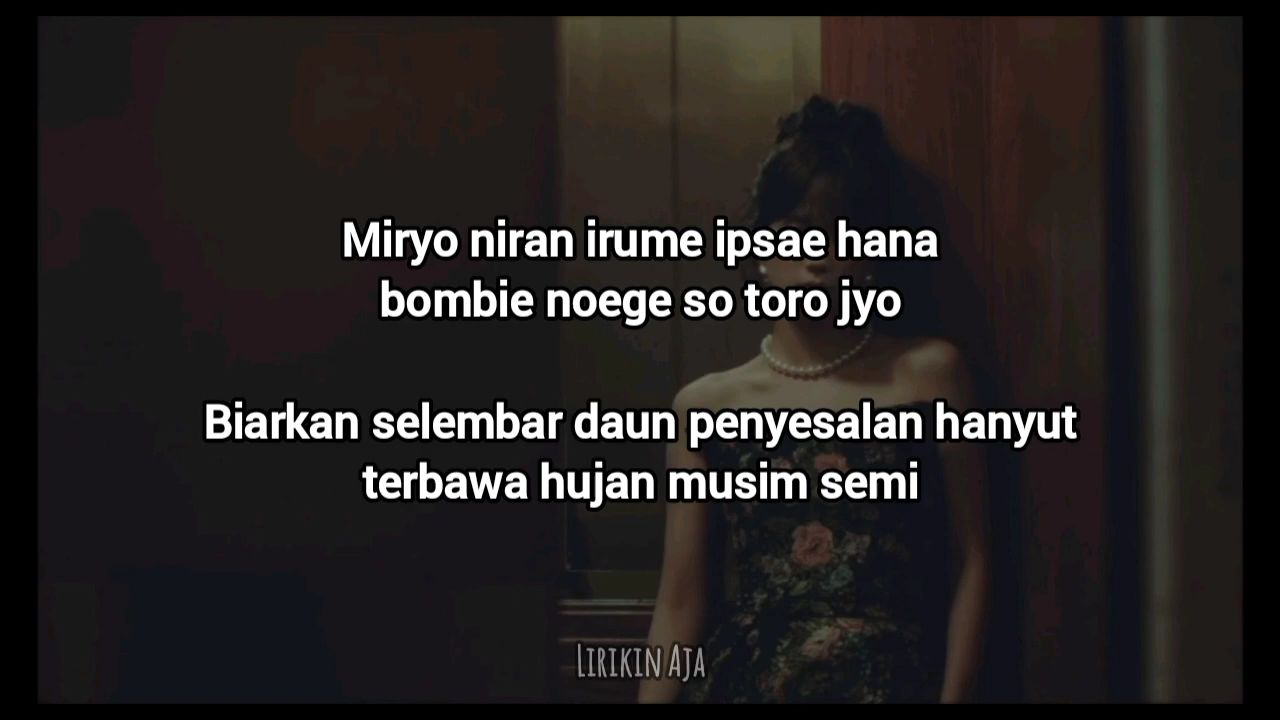 Miryo niran irume ipsae hana
bombie noege so toro jyo
Biarkan selembar daun penyesalan hanyut
terbawa hujan musim semi
Lirikin Aja